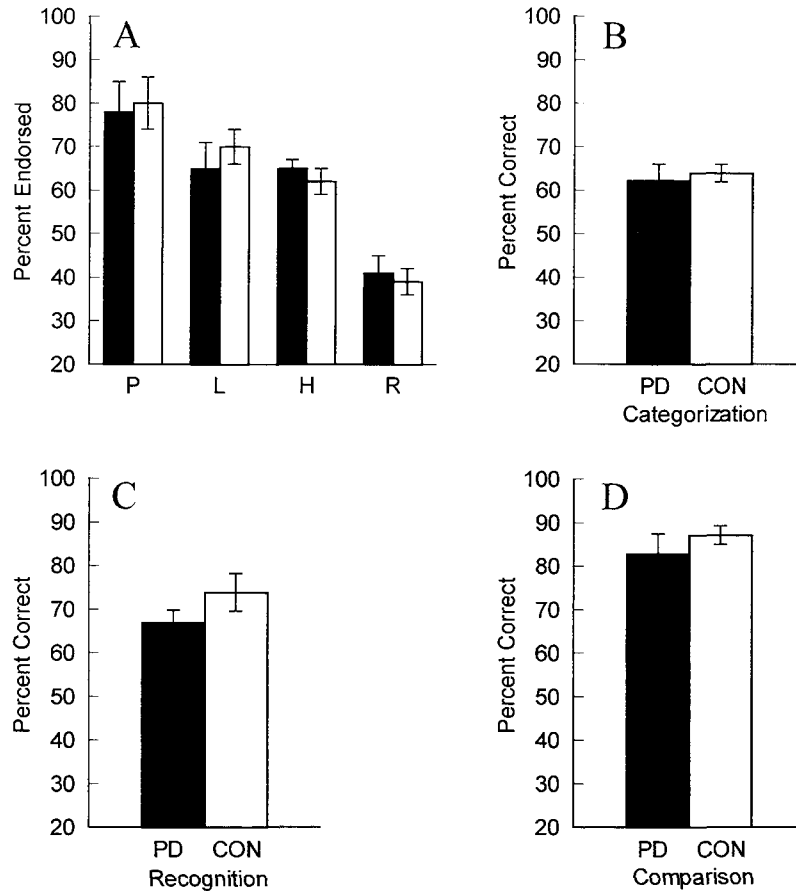 A
Percent Endorsed
100
90
80
70
60
50
40
30
20
P L H R
B
Percent Correct
100
90
80
70
60
50
40
30
20
PD CON
Categorization
C
Percent Correct
100
90
80
70
60
50
40
30
20
PD CON
Recognition
D
Percent Correct
100
90
80
70
60
50
40
30
20
PD CON
Comparison